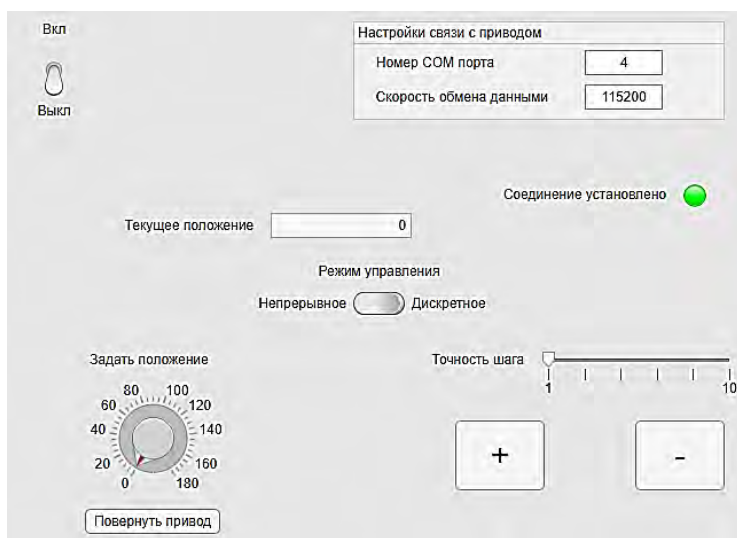 Вкл
Выкл
Настройки связи с приводом
Номер COM порта 4
Скорость обмена данными 115200
Соединение установлено
Текущее положение 0
Режим управления
Непрерывное Дискретное
Задать положение
0 20 40 60 80 100 120 140 160 180
Повернуть привод
Точность шага
1 10
+ -